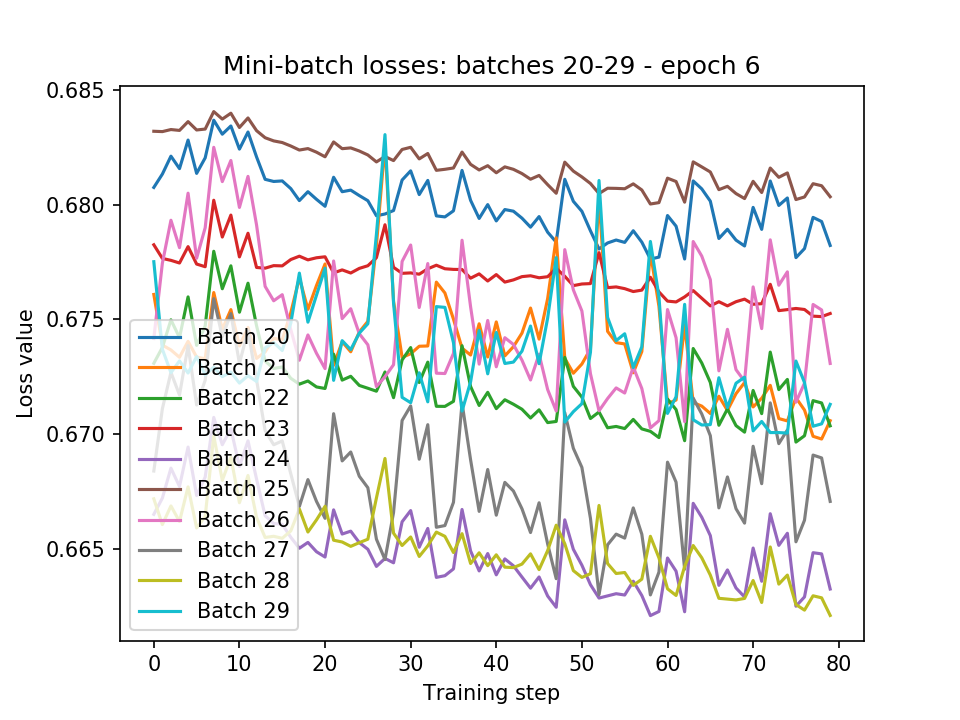 Mini-batch losses: batches 20-29 - epoch 6
0.685
0.680
0.675
0.670
0.665
Loss value
Batch 20
Batch 21
Batch 22
Batch 23
Batch 24
Batch 25
Batch 26
Batch 27
Batch 28
Batch 29
0 10 20 30 40 50 60 70 80
Training step